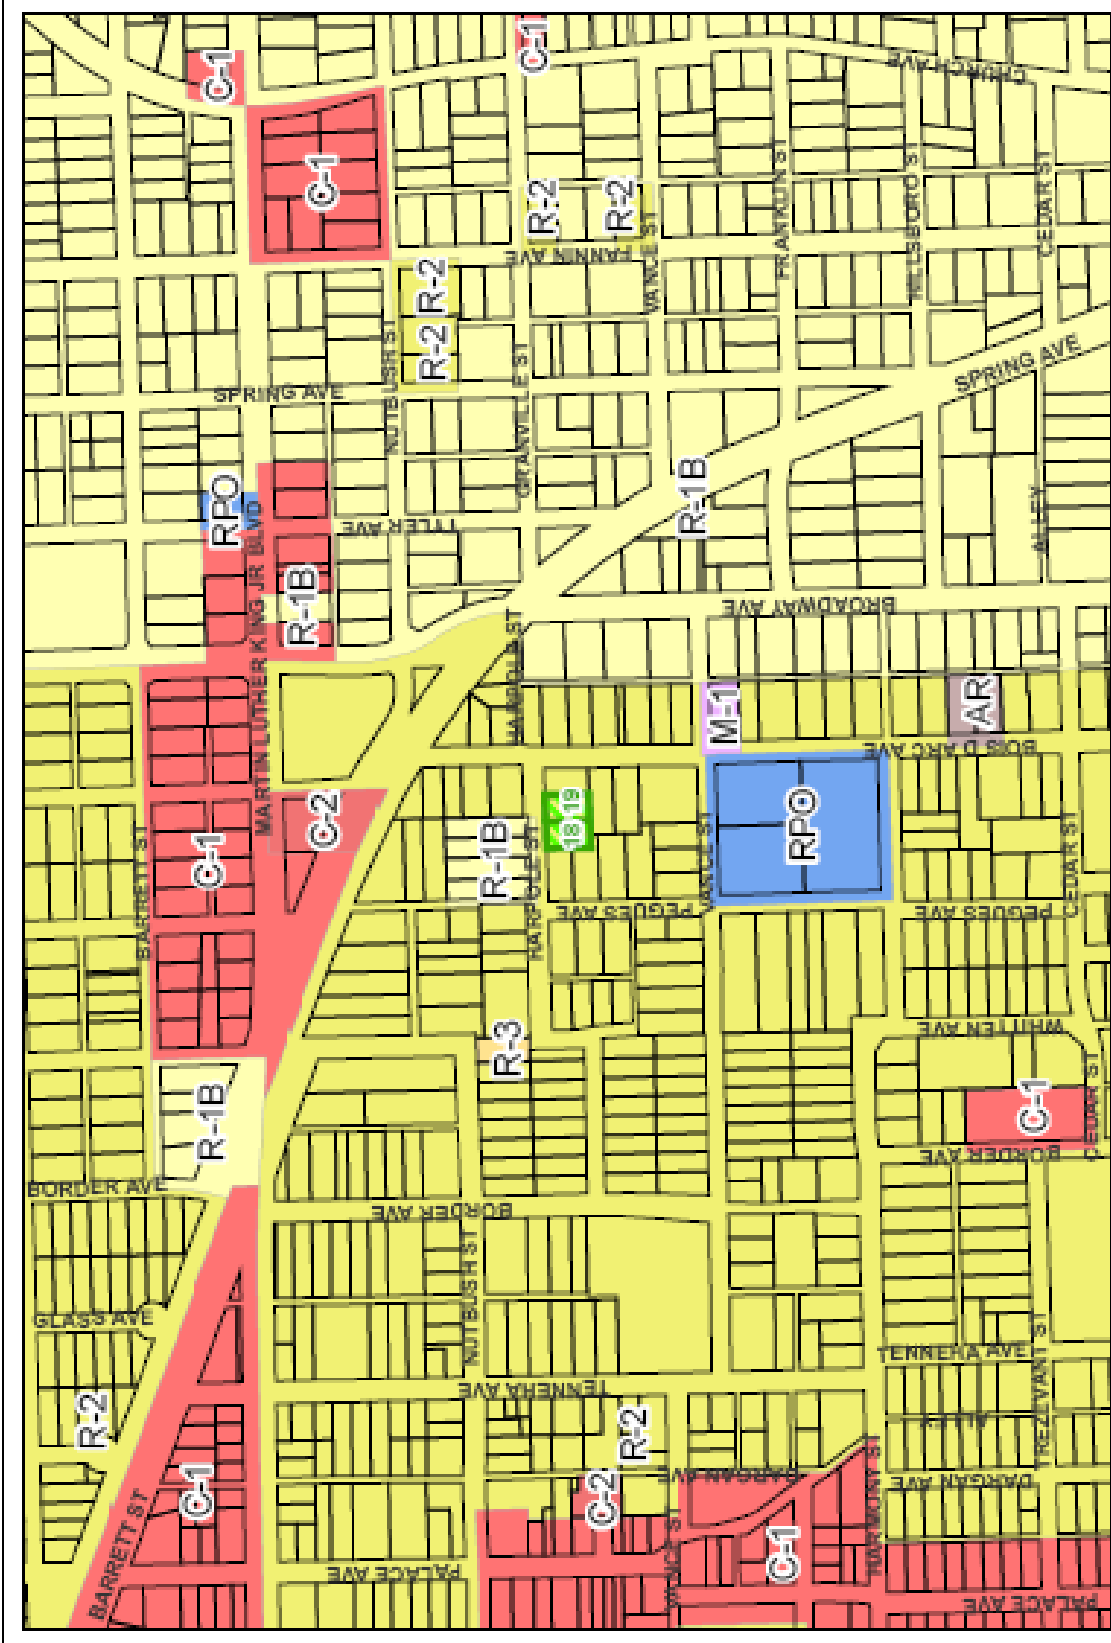 R-2
GLASS AVE
BORDER AVE
BARRETT ST
BARRETT ST
C-1
R-1B
C-1
RPO
C-1
MARTIN LUTHER KING JR BLVD
SPRING AVE
C-2
R-1B
C-1
PALACE AVE
BORDER AVE
TYLER AVE
NUTBUSH ST
R-2
R-2
NUTBUSH ST
TENNEHA AVE
R-3
R-1B
HARPOLE ST
HARPOLE ST
GRANVILLE ST
FANNIN AVE
R-2
C-1
18
19
C-2
R-2
PEGUES AVE
R-2
VANCE ST
DARGAN AVE
VANCE ST
M-1
R-1B
VANCE ST
C-1
RPO
BROADWAY AVE
FRANKLIN ST
HARMONY ST
TENNEHA AVE
BORDER AVE
WHITTEN AVE
PEGUES AVE
BOIS D ARC AVE
HILLSBORO S
CHURCH AVE
DARGAN AVE
ALLEY
AR
SPRING AVE
PALACE AVE
TREZEVANT ST
C-1
CEDAR ST
CEDAR ST
ALLEY
CEDAR ST